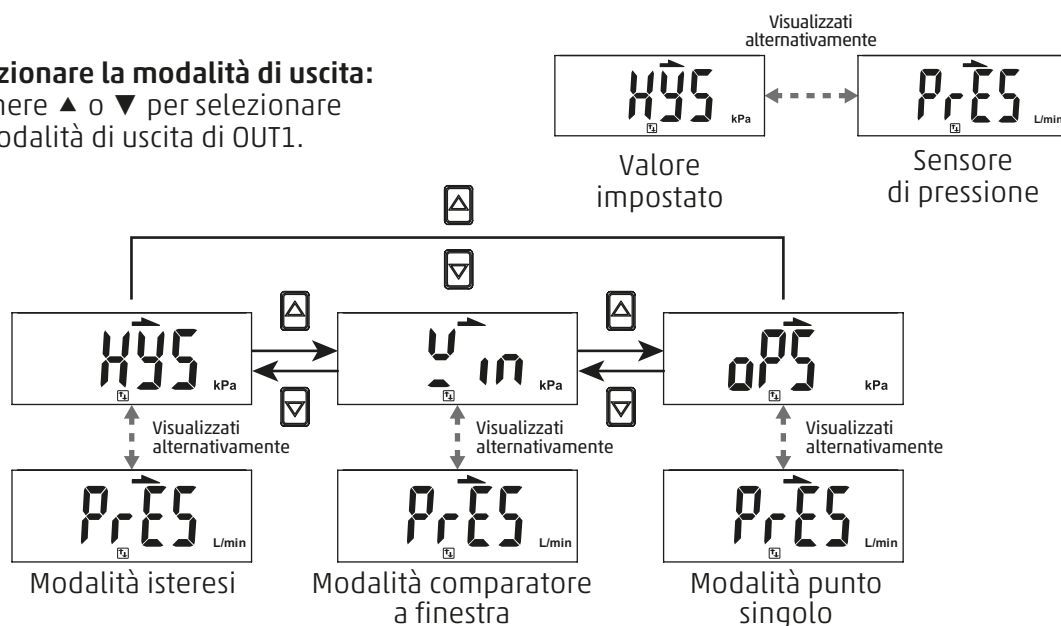 Visualizzati
alternativamente
zionare la modalità di uscita:
nere ▲ o ▼ per selezionare
odalità di uscita di OUT1.
HYS kPa
PrES L/min
Valore
impostato
Sensore
di pressione
HYS kPa
in kPa
oPS kPa
Visualizzati
alternativamente
Visualizzati
alternativamente
Visualizzati
alternativamente
PrES L/min
PrES L/min
PrES L/min
Modalità isteresi
Modalità comparatore
a finestra
Modalità punto
singolo